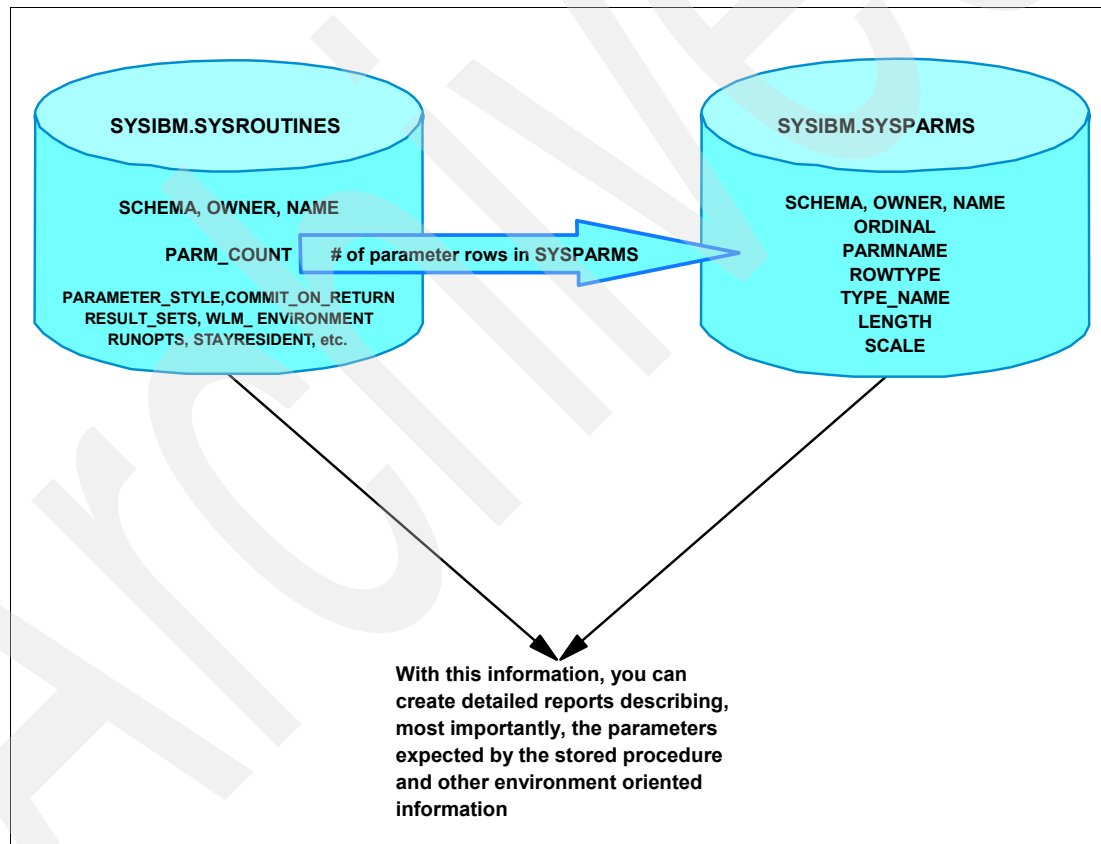 SYSIBM.SYSROUTINES
SCHEMA, OWNER, NAME
PARM_COUNT
PARAMETER_STYLE,COMMIT_ON_RETURN
RESULT_SETS, WLM_ ENVIRONMENT
RUNOPTS, STAYRESIDENT, etc.
# of parameter rows in SYSPARMS
SYSIBM.SYSPARMS
SCHEMA, OWNER, NAME
ORDINAL
PARMNAME
ROWTYPE
TYPE_NAME
LENGTH
SCALE
With this information, you can
create detailed reports describing,
most importantly, the parameters
expected by the stored procedure
and other environment oriented
information
Archive